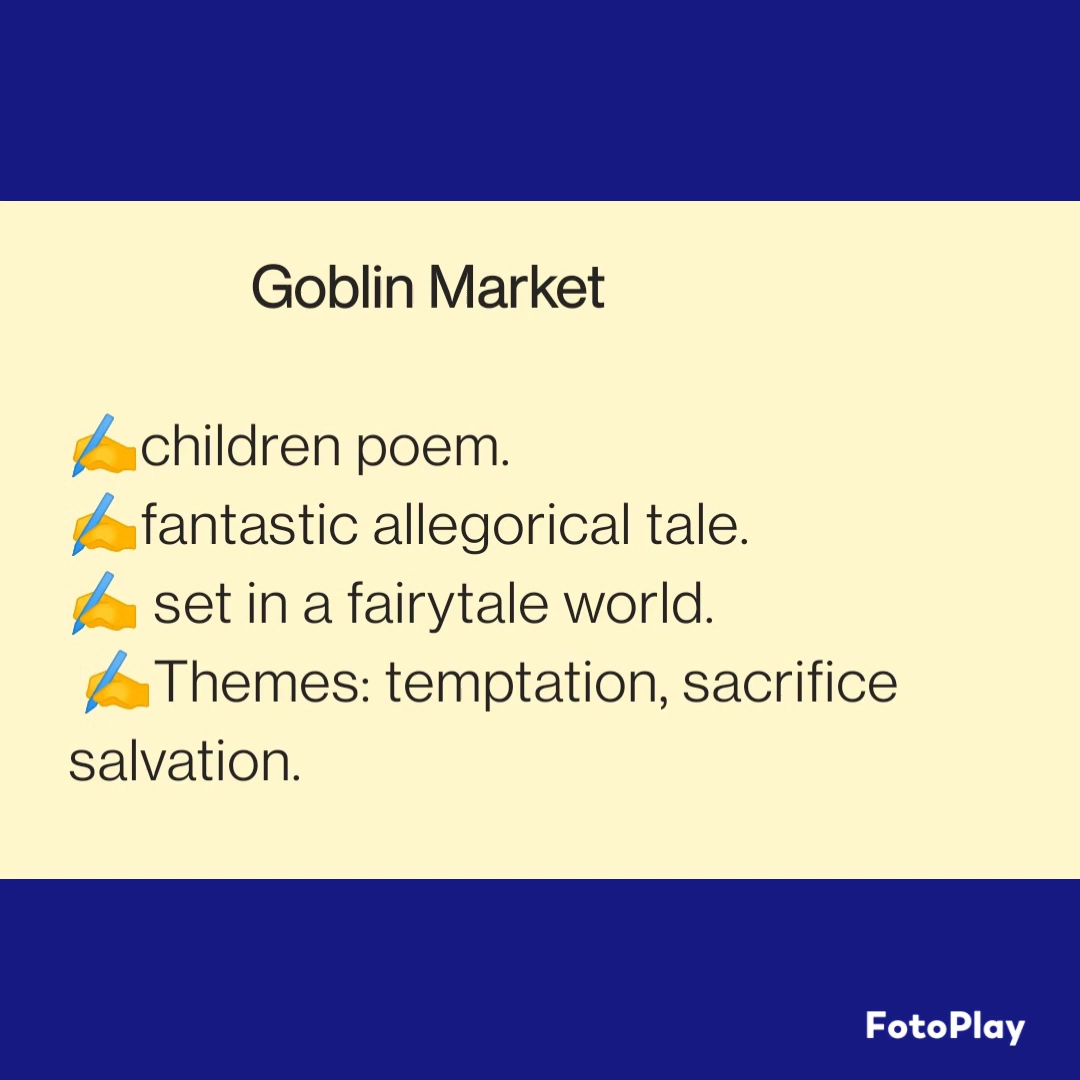 Goblin Market
✍️children poem.
✍️fantastic allegorical tale.
✍️ set in a fairytale world.
✍️Themes: temptation, sacrifice
salvation.
FotoPlay